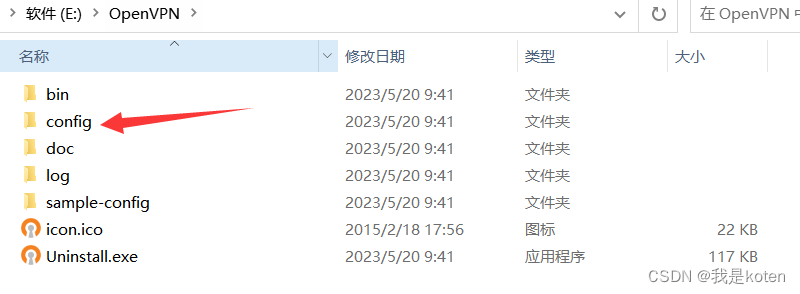 软件 (E:) > OpenVPN >
在 OpenVPN 中
名称 修改日期 类型 大小
bin 2023/5/20 9:41 文件夹
config 2023/5/20 9:41 文件夹
doc 2023/5/20 9:41 文件夹
log 2023/5/20 9:41 文件夹
sample-config 2023/5/20 9:41 文件夹
icon.ico 2015/2/18 17:56 图标 22 KB
Uninstall.exe 2023/5/20 9:41 应用程序 117 KB
CSDN @我是koten